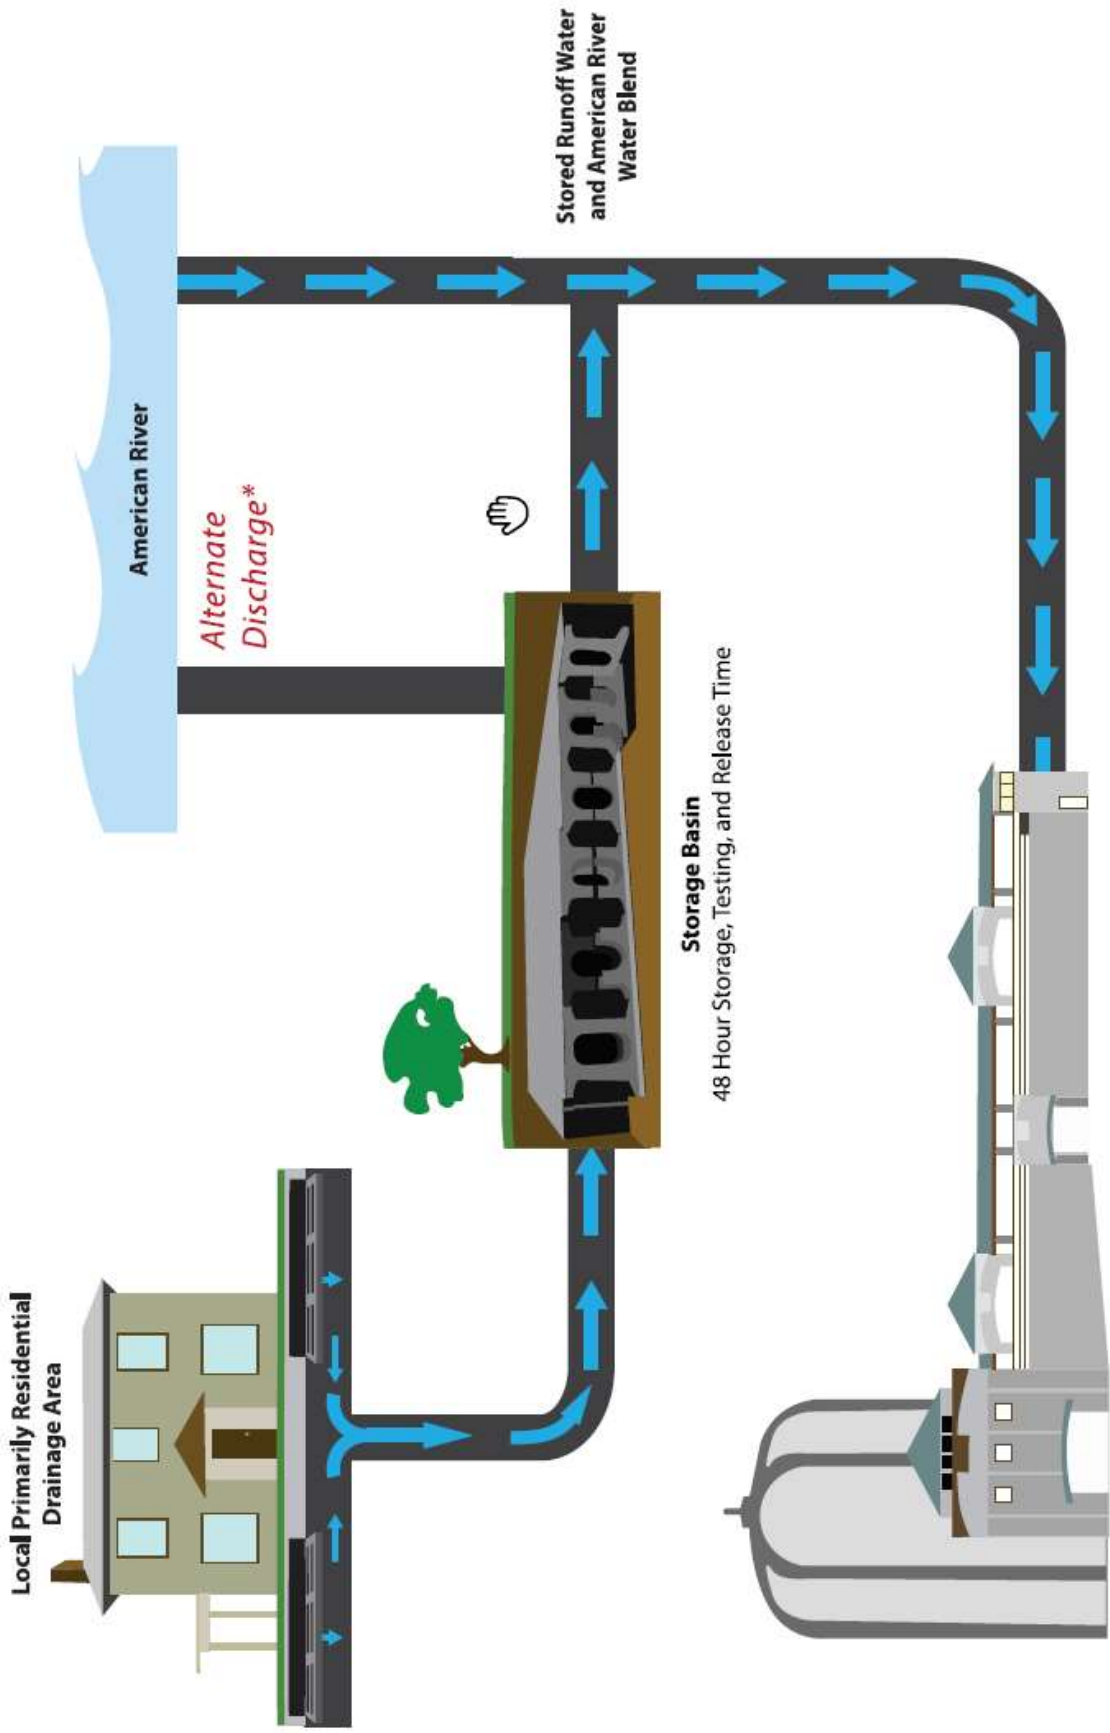 Local Primarily Residential
Drainage Area
American River
Alternate
Discharge*
Stored Runoff Water
and American River
Water Blend
Storage Basin
48 Hour Storage, Testing, and Release Time